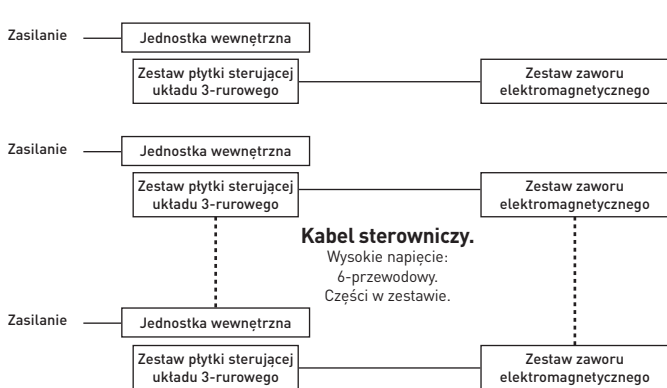 Zasilanie
Jednostka wewnętrzna
Zestaw płytki sterującej
układu 3-rurowego
Zestaw zaworu
elektromagnetycznego
Zasilanie
Jednostka wewnętrzna
Zestaw płytki sterującej
układu 3-rurowego
Zestaw zaworu
elektromagnetycznego
Kabel sterowniczy.
Wysokie napięcie:
6-przewodowy.
Części w zestawie.
Zasilanie
Jednostka wewnętrzna
Zestaw płytki sterującej
układu 3-rurowego
Zestaw zaworu
elektromagnetycznego